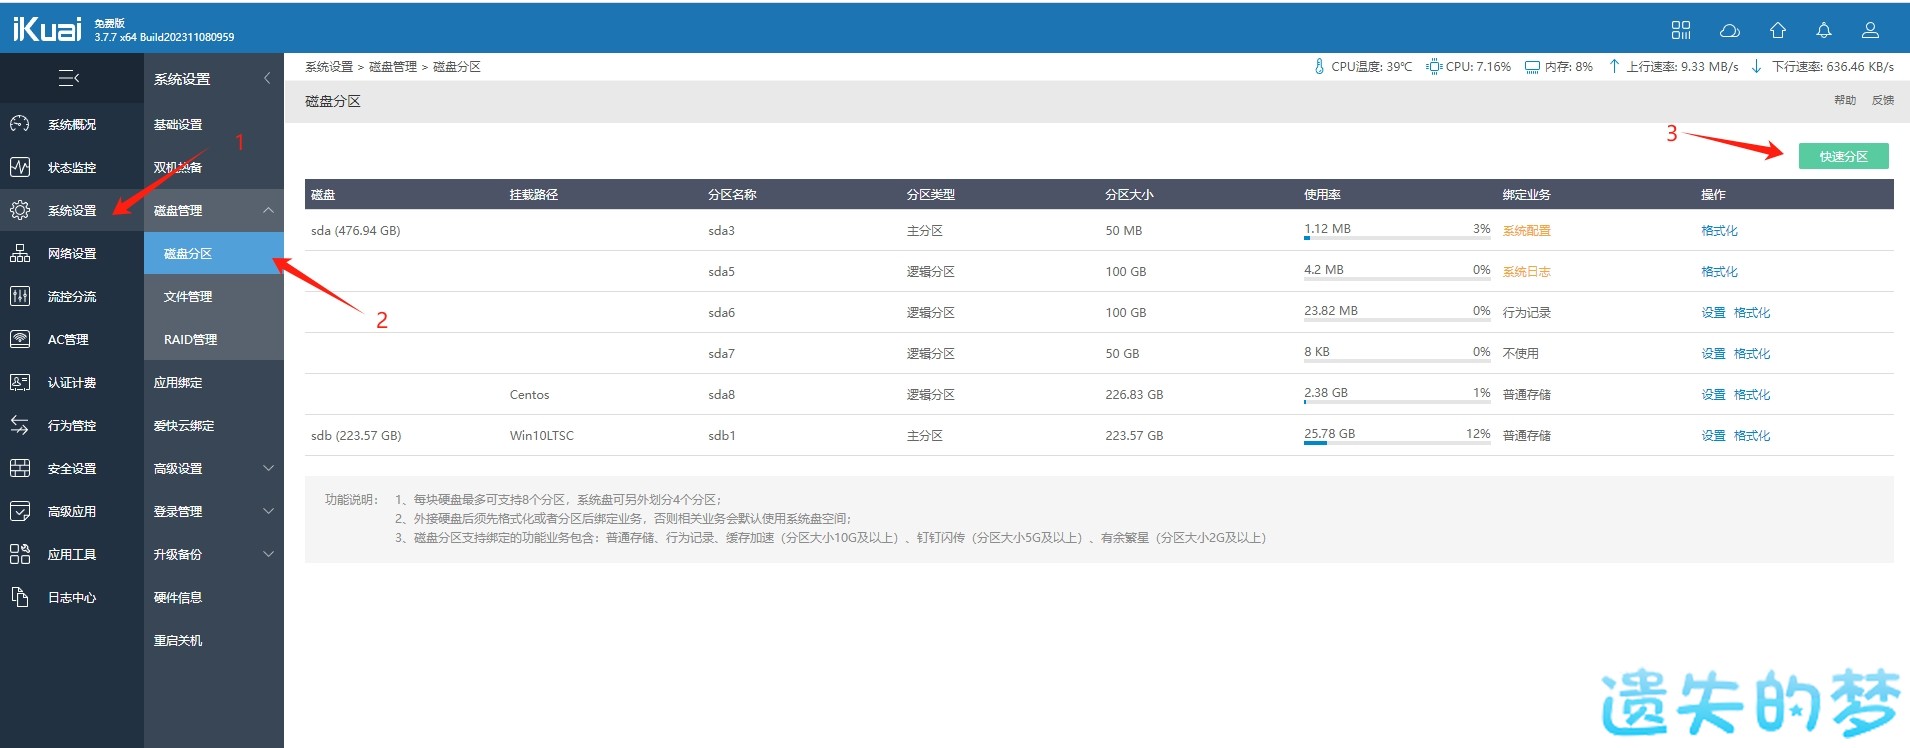 iKuai 免费版
3.7.7 x64 Build202311080959
系统设置
系统设置 > 磁盘管理 > 磁盘分区
CPU温度: 39℃ CPU: 7.16% 内存: 8% 上行速率: 9.33 MB/s 下行速率: 636.46 KB/s
磁盘分区
帮助 反馈
系统概况
状态监控
系统设置
网络设置
流控分流
AC管理
认证计费
行为管控
安全设置
高级应用
应用工具
日志中心
基础设置
双机热备
磁盘管理
磁盘分区
文件管理
RAID管理
应用绑定
爱快云绑定
高级设置
登录管理
升级备份
硬件信息
重启关机
1
2
3
快速分区
磁盘 挂载路径 分区名称 分区类型 分区大小 使用率 绑定业务 操作
sda (476.94 GB) sda3 主分区 50 MB 1.12 MB 3% 系统配置 格式化
sda5 逻辑分区 100 GB 4.2 MB 0% 系统日志 格式化
sda6 逻辑分区 100 GB 23.82 MB 0% 行为记录 设置 格式化
sda7 逻辑分区 50 GB 8 KB 0% 不使用 设置 格式化
Centos sda8 逻辑分区 226.83 GB 2.38 GB 1% 普通存储 设置 格式化
sdb (223.57 GB) Win10LTSC sdb1 主分区 223.57 GB 25.78 GB 12% 普通存储 设置 格式化
功能说明： 1、每块硬盘最多可支持8个分区，系统盘可另外划分4个分区；
2、外接硬盘后须先格式化或者分区后绑定业务，否则相关业务会默认使用系统盘空间；
3、磁盘分区支持绑定的功能业务包含：普通存储、行为记录、缓存加速（分区大小10G及以上）、钉钉闪传（分区大小5G及以上）、有余繁星（分区大小2G及以上）
遗失的梦